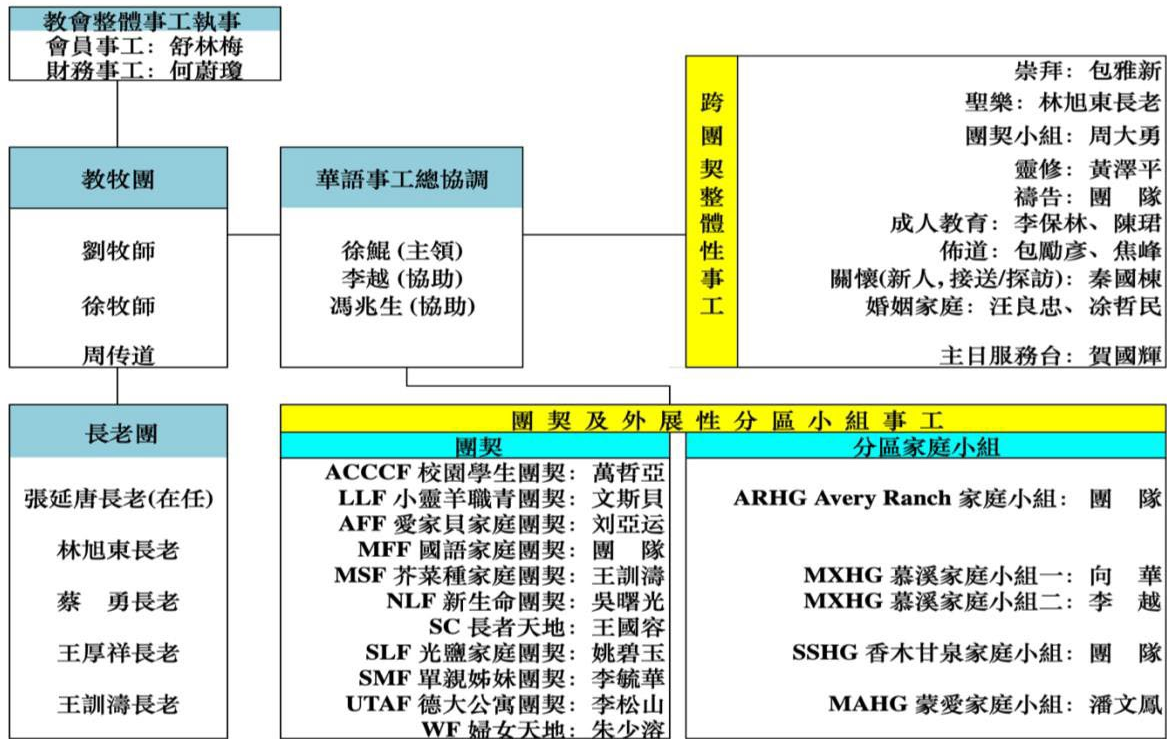 教會整體事工執事
會員事工: 舒林梅
財務事工: 何蔚瓊
教牧團
劉牧師
徐牧師
周传道
華語事工總協調
徐鯤 (主領)
李越 (協助)
馮兆生 (協助)
跨團契整體性事工
崇拜: 包雅新
聖樂: 林旭東長老
團契小組: 周大勇
靈修: 黃澤平
禱告: 團 隊
成人教育: 李保林、陳珺
佈道: 包勵彥、焦峰
關懷(新人, 接送/探訪): 秦國棟
婚姻家庭: 汪良忠、凃哲民
主日服務台: 賀國輝
長老團
張延唐長老(在任)
林旭東長老
蔡 勇長老
王厚祥長老
王訓濤長老
團 契 及 外 展 性 分 區 小 組 事 工
團契
ACCCF 校園學生團契: 萬哲亞
LLF 小靈羊職青團契: 文斯貝
AFF 愛家貝家庭團契: 刘亞运
MFF 國語家庭團契: 團 隊
MSF 芥菜種家庭團契: 王訓濤
NLF 新生命團契: 吳曙光
SC 長者天地: 王國容
SLF 光鹽家庭團契: 姚碧玉
SMF 單親姊妹團契: 李毓華
UTAF 德大公寓團契: 李松山
WF 婦女天地: 朱少溶
分區家庭小組
ARHG Avery Ranch 家庭小組: 團 隊
MXHG 慕溪家庭小組一: 向 華
MXHG 慕溪家庭小組二: 李 越
SSHG 香木甘泉家庭小組: 團 隊
MAHG 蒙愛家庭小組: 潘文鳳